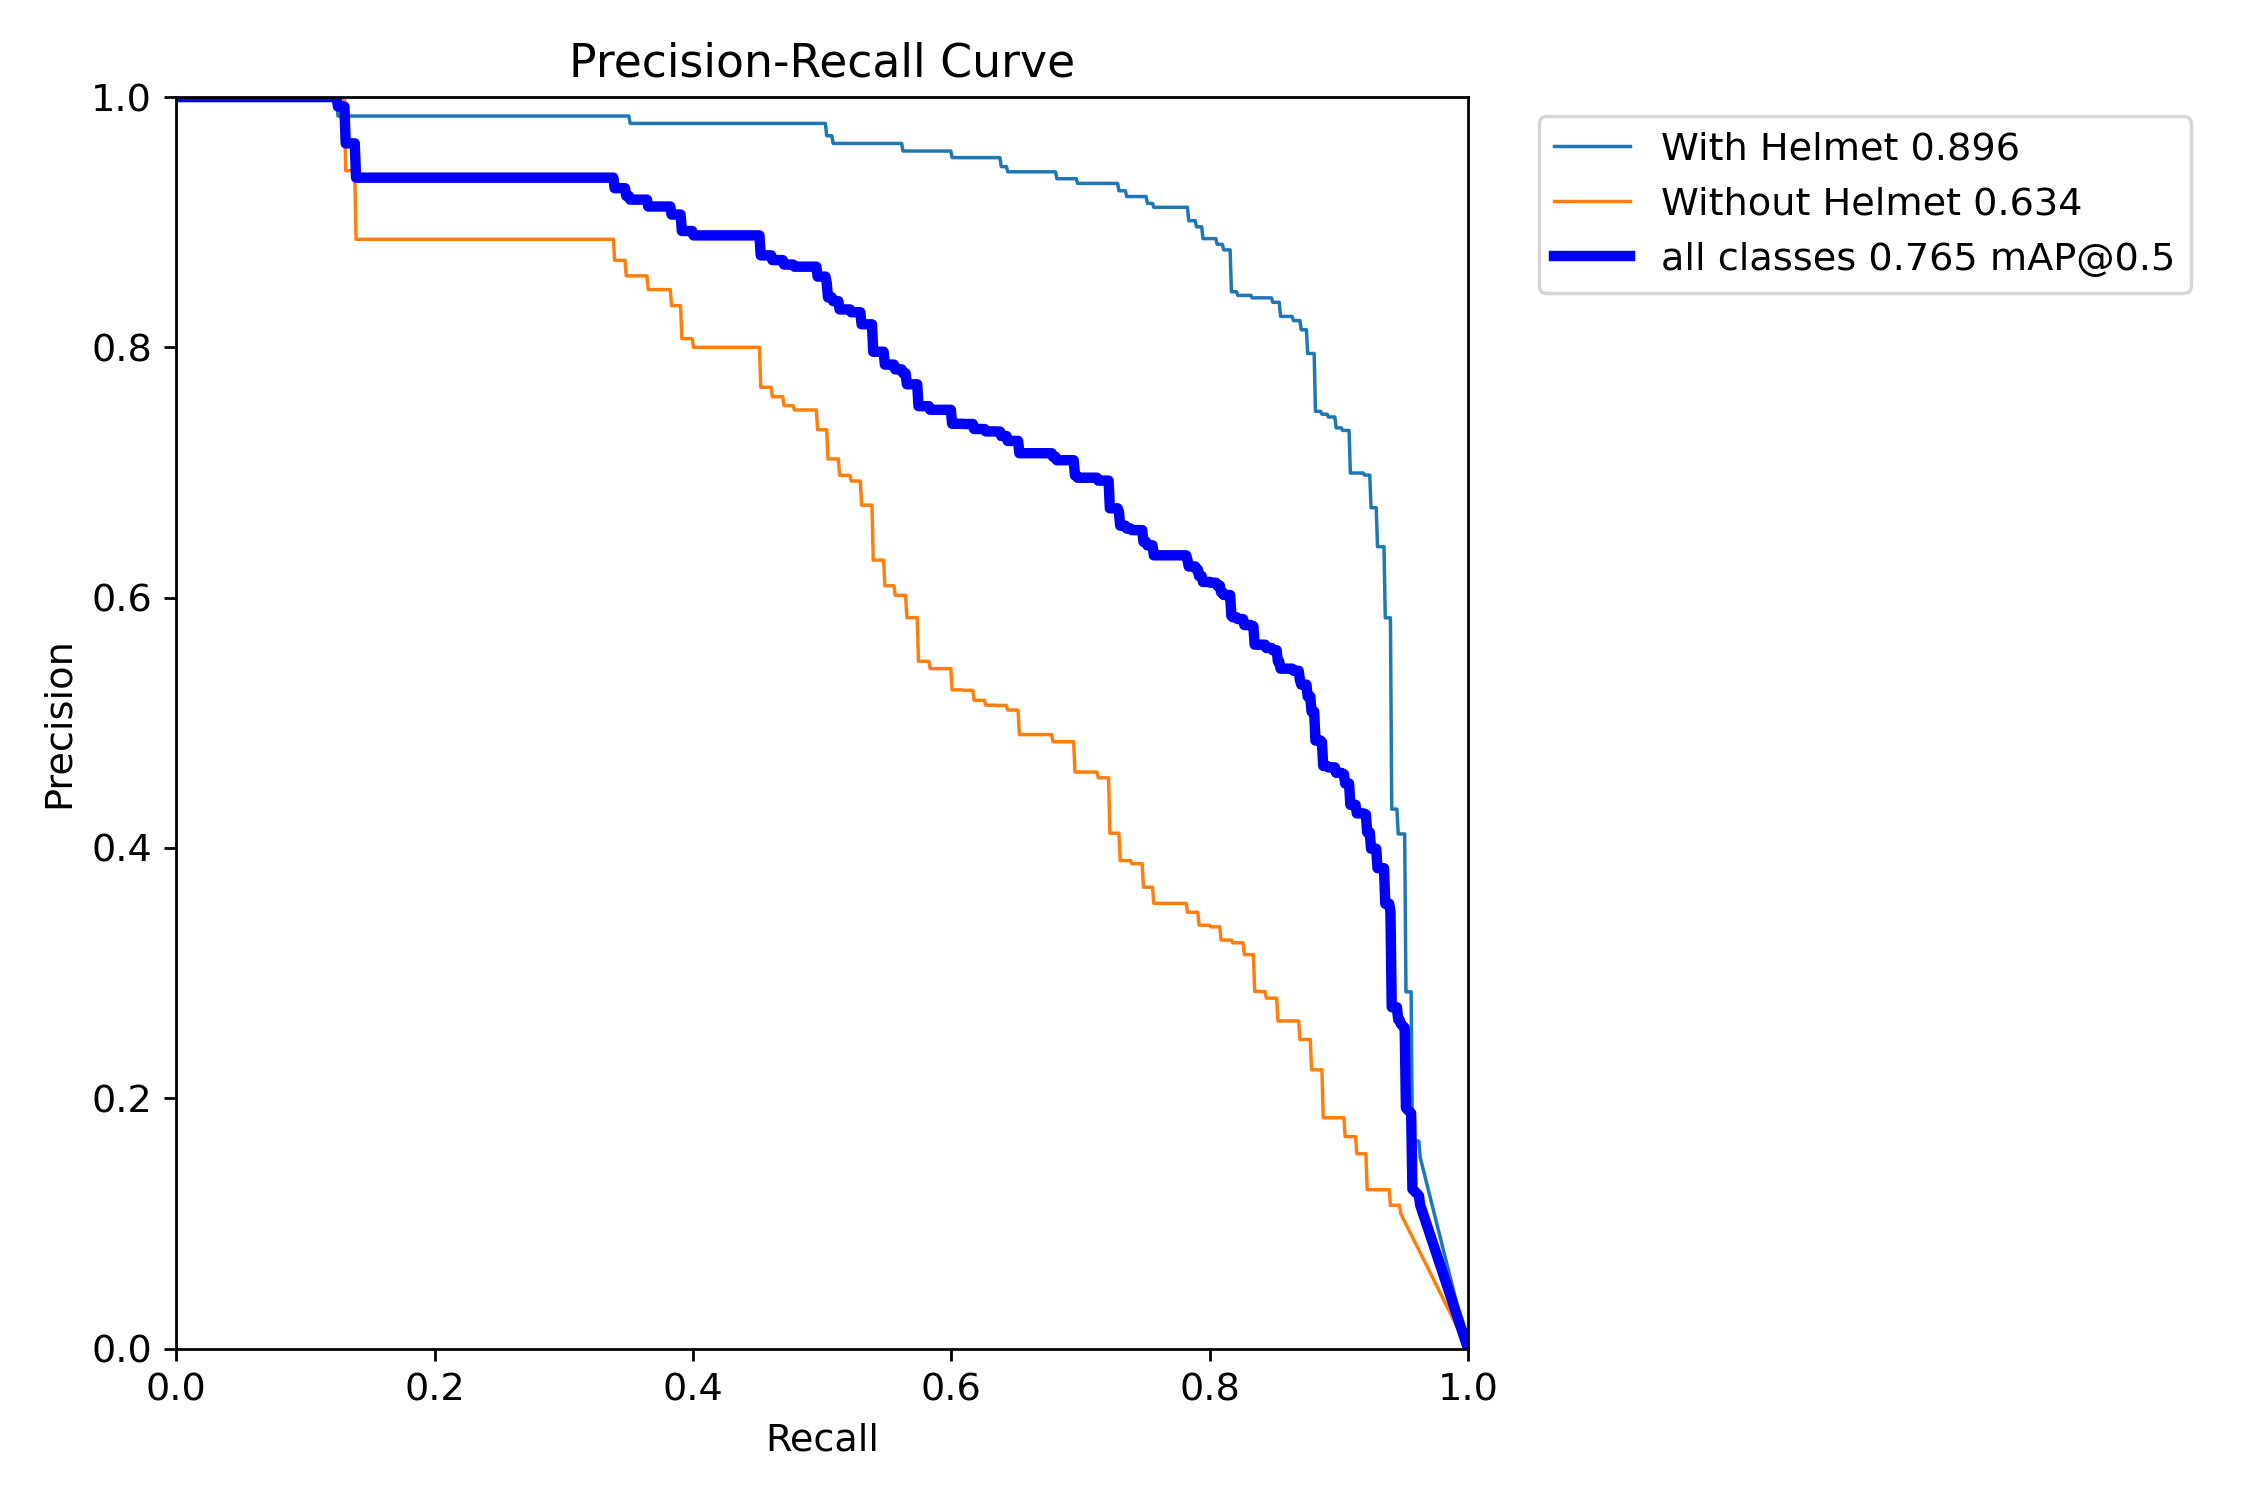 Precision-Recall Curve
1.0
0.8
0.6
0.4
0.2
0.0
Precision
0.0 0.2 0.4 0.6 0.8 1.0
Recall
With Helmet 0.896
Without Helmet 0.634
all classes 0.765 mAP@0.5